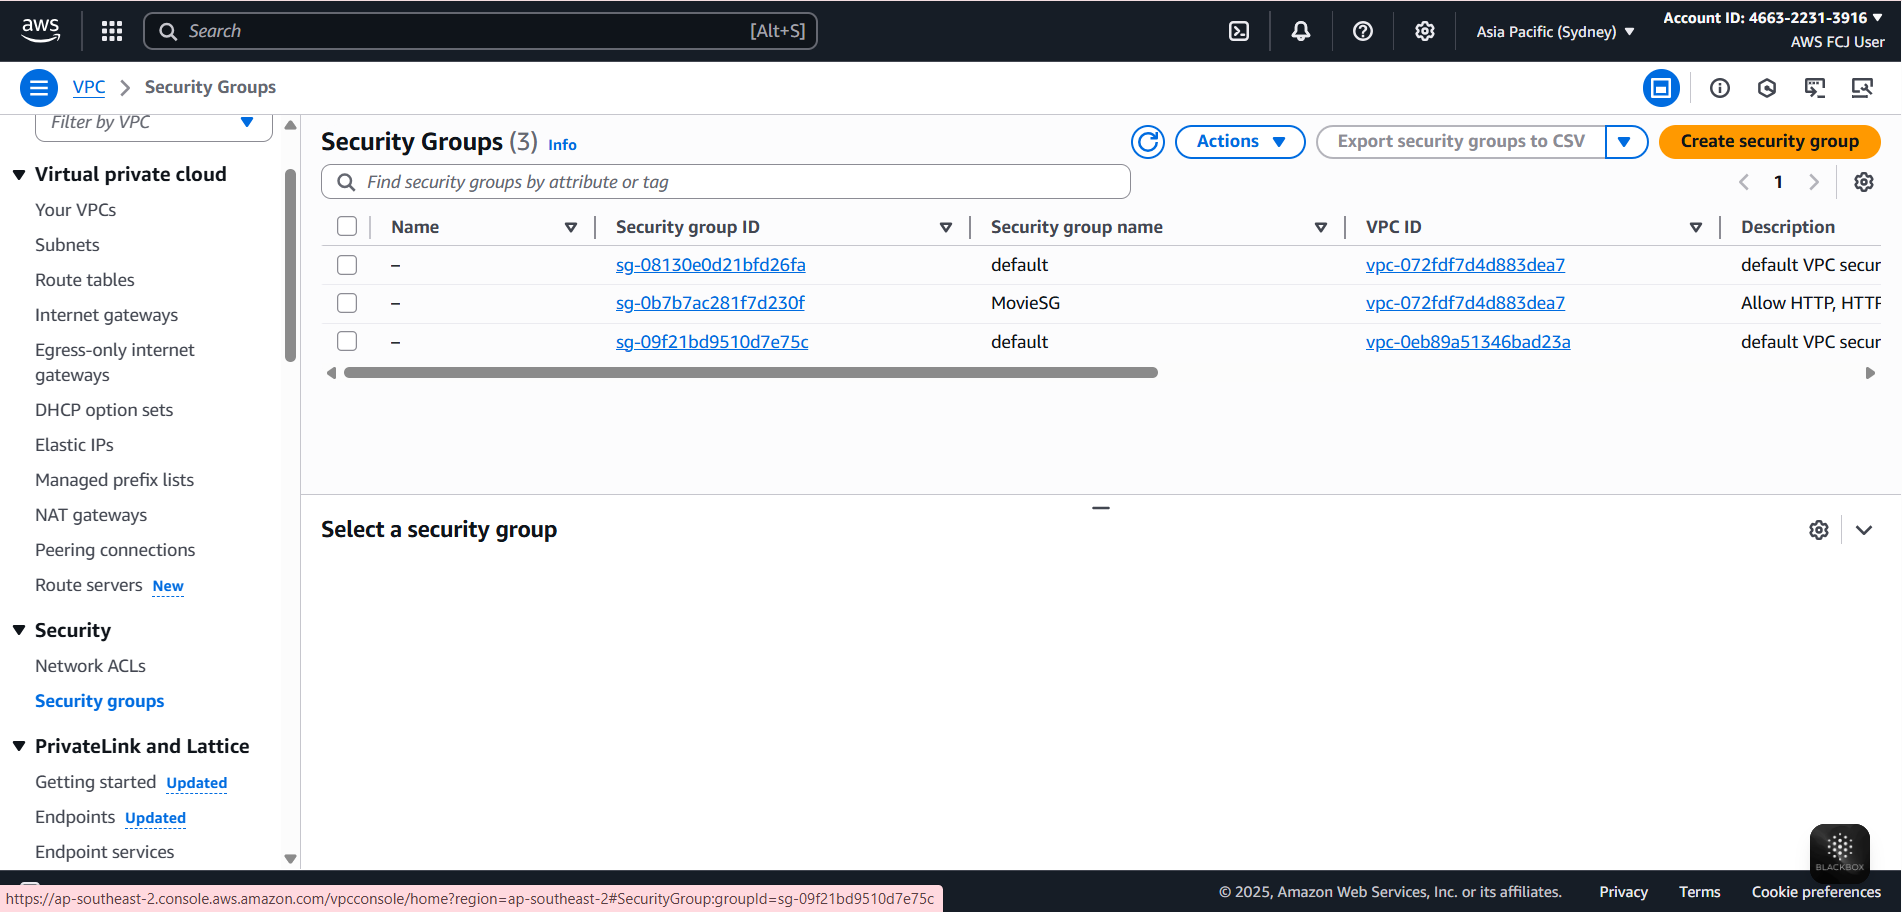 aws
Search [Alt+S]
Asia Pacific (Sydney)
Account ID: 4663-2231-3916
AWS FCJ User
VPC > Security Groups
Filter by VPC
Virtual private cloud
Your VPCs
Subnets
Route tables
Internet gateways
Egress-only internet
gateways
DHCP option sets
Elastic IPs
Managed prefix lists
NAT gateways
Peering connections
Route servers New
Security
Network ACLs
Security groups
PrivateLink and Lattice
Getting started Updated
Endpoints Updated
Endpoint services
Security Groups (3) Info
Actions
Export security groups to CSV
Create security group
Find security groups by attribute or tag
1
Name Security group ID Security group name VPC ID Description
– sg-08130e0d21bfd26fa default vpc-072fdf7d4d883dea7 default VPC secur
– sg-0b7b7ac281f7d230f MovieSG vpc-072fdf7d4d883dea7 Allow HTTP, HTTP
– sg-09f21bd9510d7e75c default vpc-0eb89a51346bad23a default VPC secur
Select a security group
BLACKBOX
https://ap-southeast-2.console.aws.amazon.com/vpcconsole/home?region=ap-southeast-2#SecurityGroup:groupId=sg-09f21bd9510d7e75c
© 2025, Amazon Web Services, Inc. or its affiliates. Privacy Terms Cookie preferences